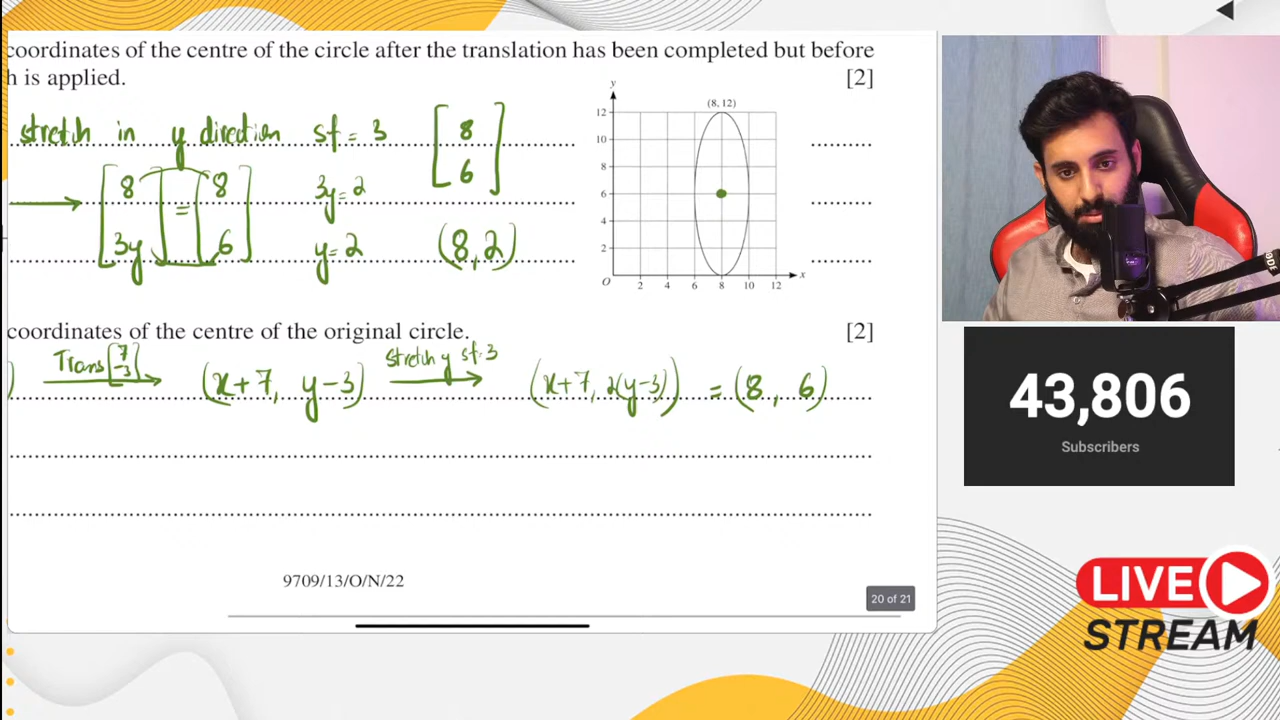 coordinates of the centre of the circle after the translation has been completed but before
h is applied. [2]
stretch in y direction sf = 3 [8 6]
[8 3y] = [8 6] 3y = 2
y = 2 (8,2)
y
(8, 12)
12
10
8
6
4
2
O 2 4 6 8 10 12 x
coordinates of the centre of the original circle. [2]
) Trans [7 -3] (x+7, y-3) Stretch y sf.3 (x+7, 2(y-3)) = (8, 6)
9709/13/O/N/22
20 of 21
43,806
Subscribers
LIVE
STREAM